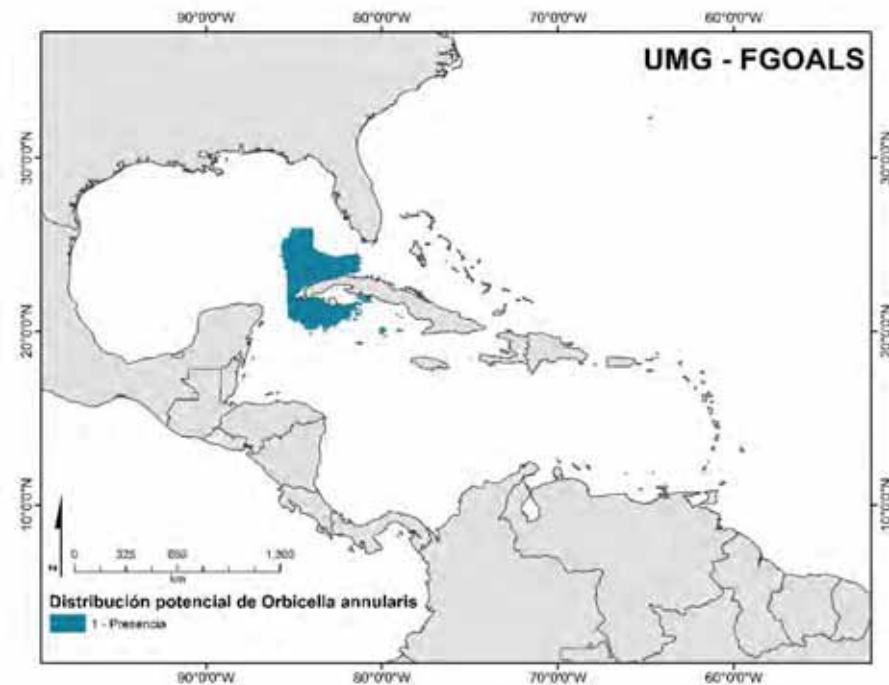 90°0'0"W 80°0'0"W 70°0'0"W 60°0'0"W
UMG - FGOALS
30°0'0"N 30°0'0"N
20°0'0"N 20°0'0"N
10°0'0"N 10°0'0"N
N
0 325 650 1,300
km
Distribución potencial de Orbicella annularis
1 - Presencia
90°0'0"W 80°0'0"W 70°0'0"W 60°0'0"W